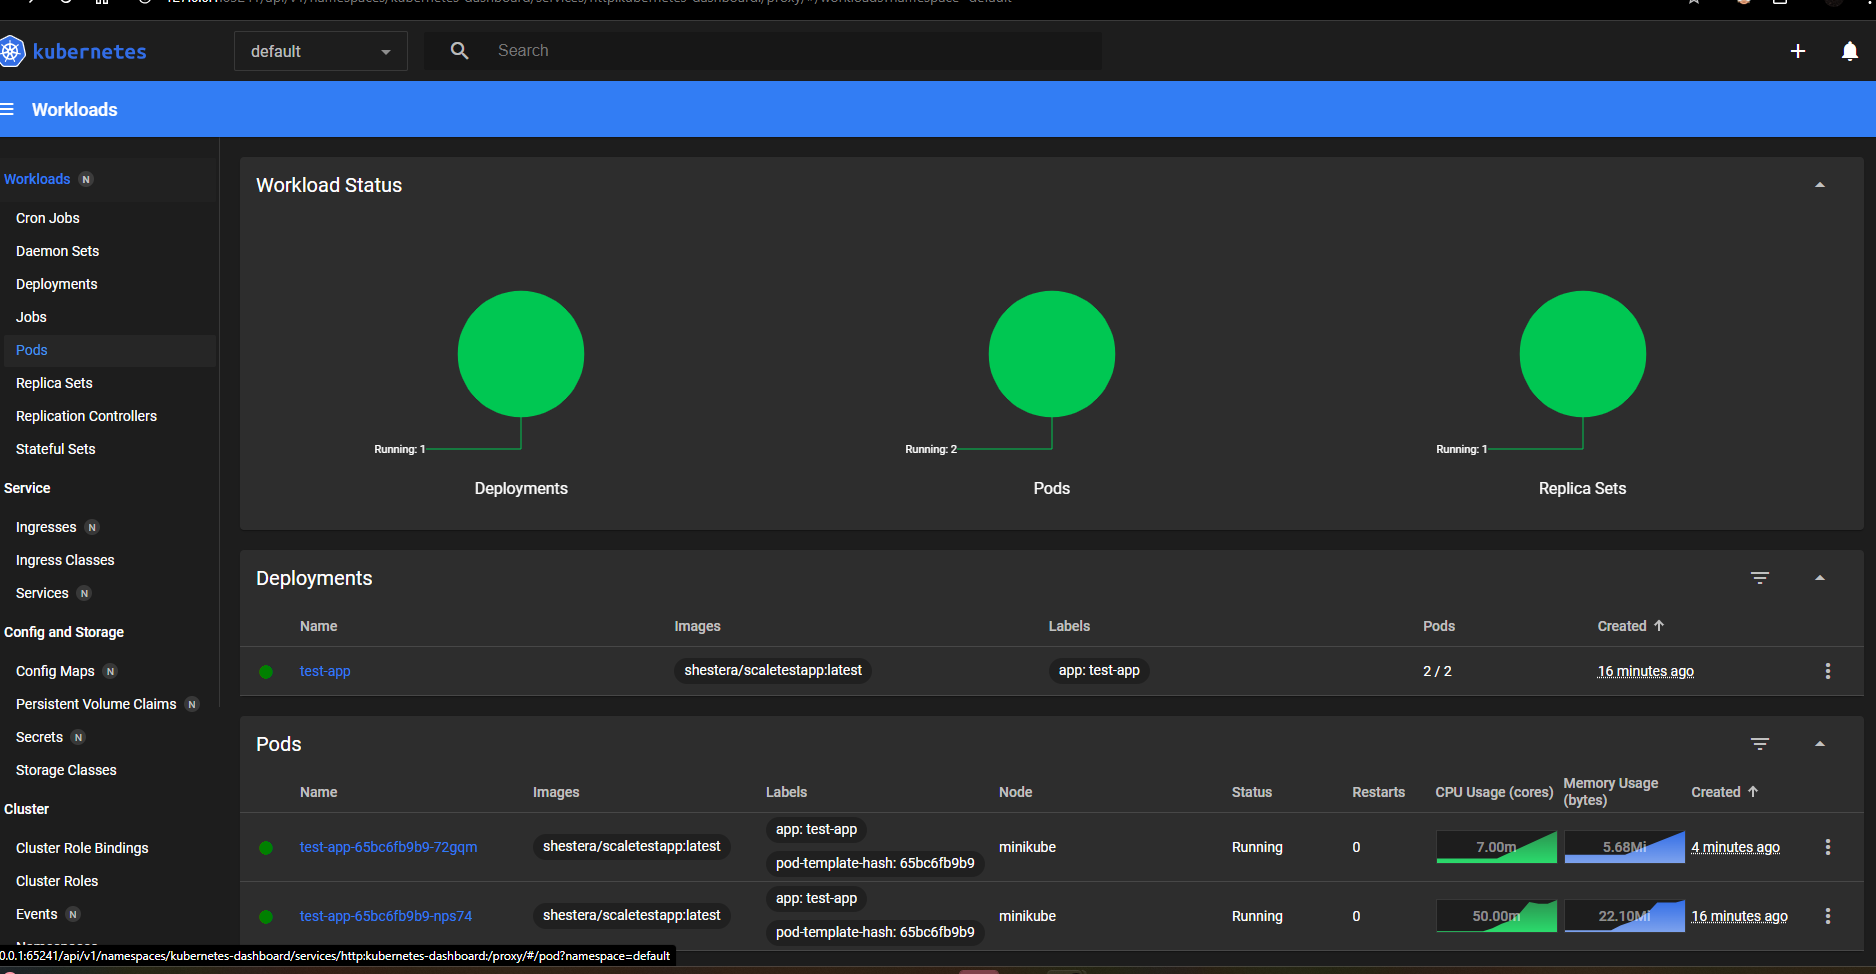 kubernetes
default
Search
Workloads
Workloads N
Cron Jobs
Daemon Sets
Deployments
Jobs
Pods
Replica Sets
Replication Controllers
Stateful Sets
Service
Ingresses N
Ingress Classes
Services N
Config and Storage
Config Maps N
Persistent Volume Claims N
Secrets N
Storage Classes
Cluster
Cluster Role Bindings
Cluster Roles
Events N
Workload Status
Running: 1
Deployments
Running: 2
Pods
Running: 1
Replica Sets
Deployments
Name Images Labels Pods Created
test-app shestera/scaletestapp:latest app: test-app 2 / 2 16 minutes ago
Pods
Name Images Labels Node Status Restarts CPU Usage (cores) Memory Usage (bytes) Created
test-app-65bc6fb9b9-72gqm shestera/scaletestapp:latest app: test-app pod-template-hash: 65bc6fb9b9 minikube Running 0 7.00m 5.68Mi 4 minutes ago
test-app-65bc6fb9b9-nps74 shestera/scaletestapp:latest app: test-app pod-template-hash: 65bc6fb9b9 minikube Running 0 50.00m 22.10Mi 16 minutes ago
0.0.1:65241/api/v1/namespaces/kubernetes-dashboard/services/http:kubernetes-dashboard:/proxy/#/pod?namespace=default